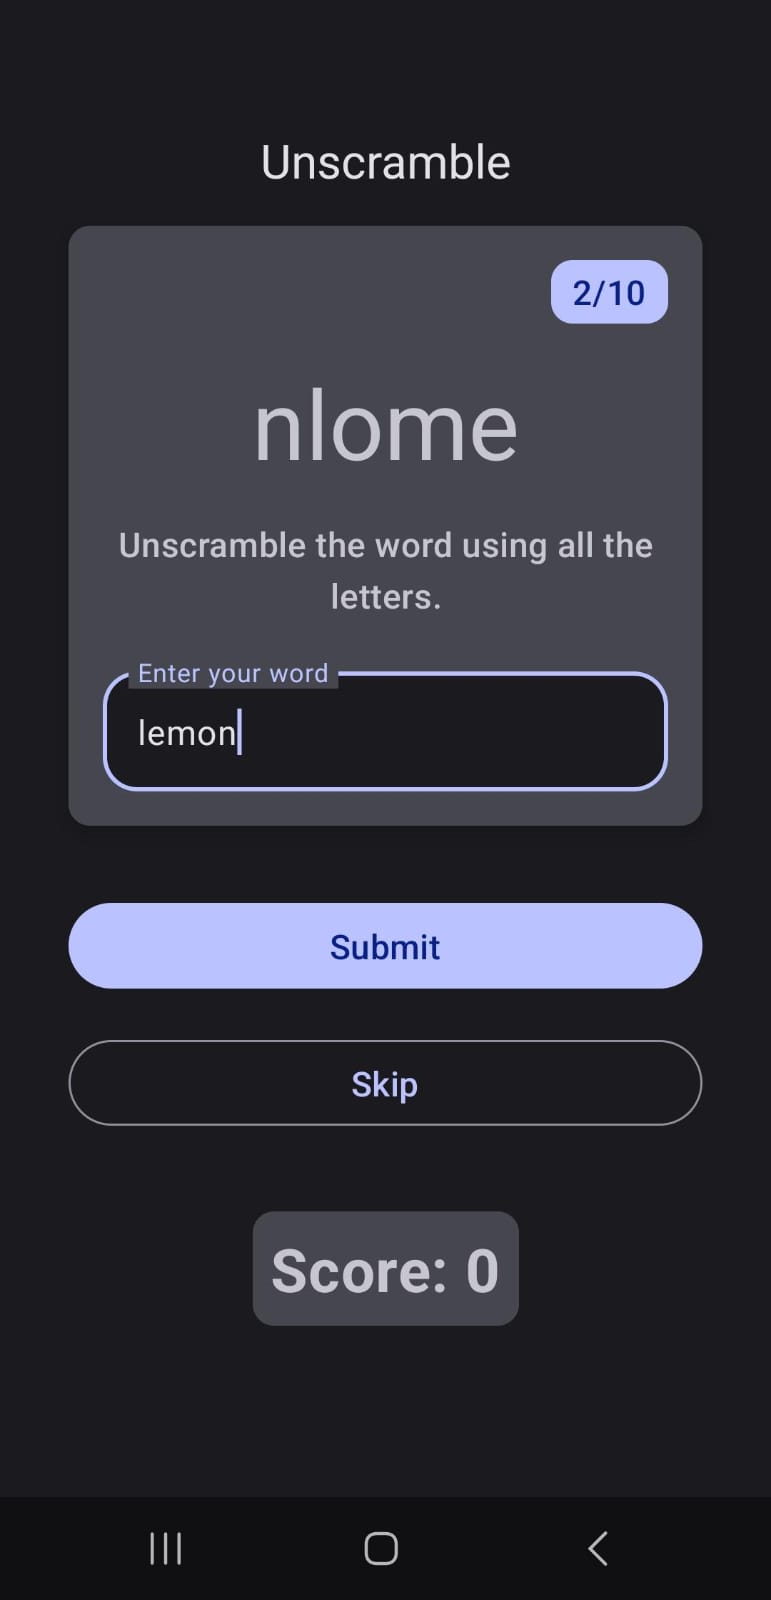 Unscramble
2/10
nlome
Unscramble the word using all the
letters.
Enter your word
lemon
Submit
Skip
Score: 0